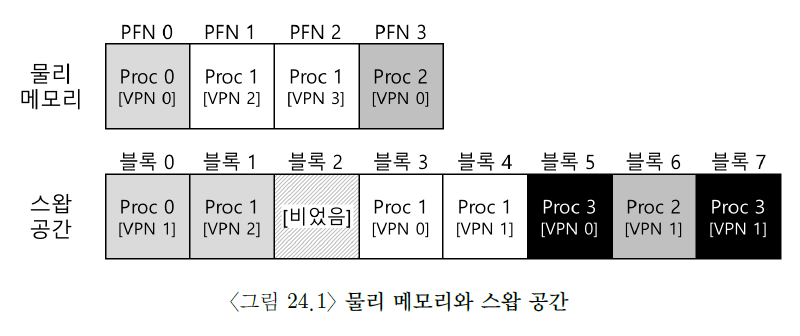 PFN 0 PFN 1 PFN 2 PFN 3
물리
메모리
Proc 0 Proc 1 Proc 1 Proc 2
[VPN 0] [VPN 2] [VPN 3] [VPN 0]
블록 0 블록 1 블록 2 블록 3 블록 4 블록 5 블록 6 블록 7
스왑
공간
Proc 0 Proc 1 [비었음] Proc 1 Proc 1 Proc 3 Proc 2 Proc 3
[VPN 1] [VPN 2] [VPN 0] [VPN 1] [VPN 0] [VPN 1] [VPN 1]
〈그림 24.1〉 물리 메모리와 스왑 공간